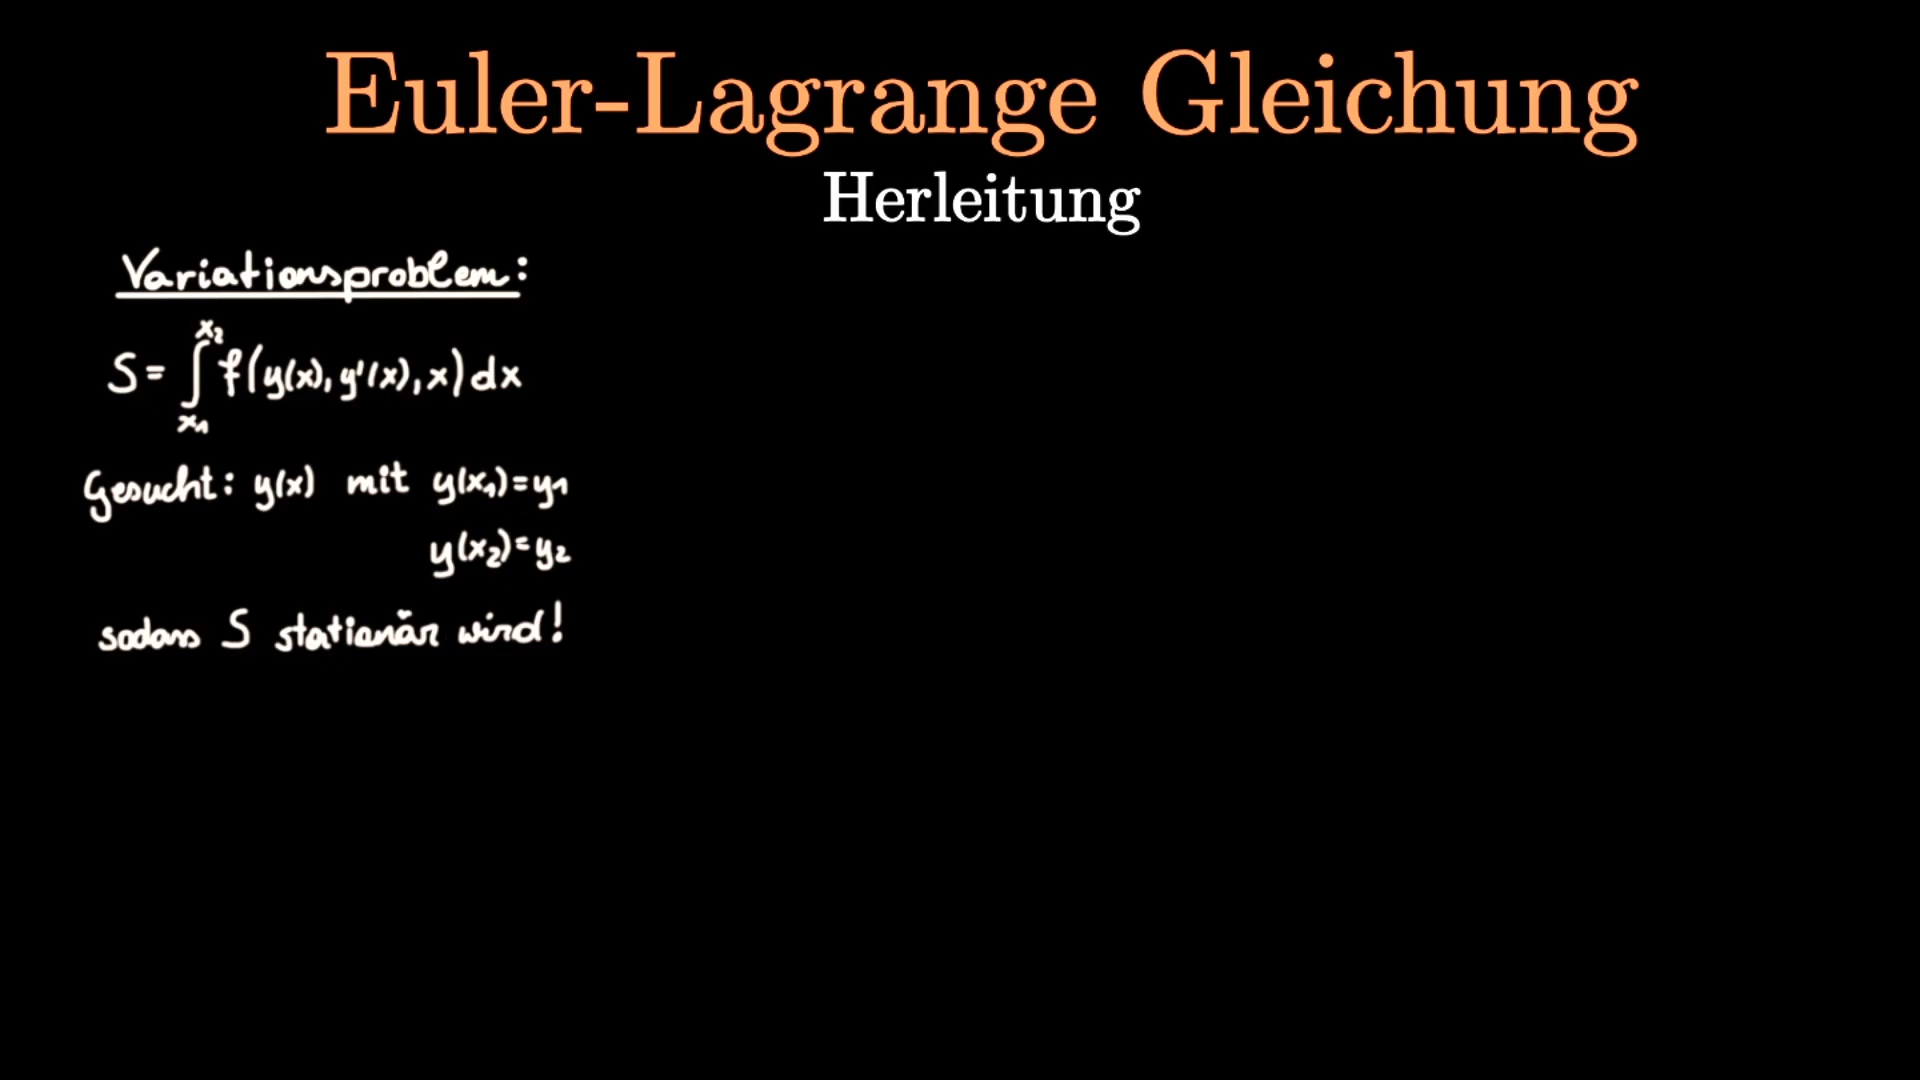 Euler-Lagrange Gleichung
Herleitung
Variationsproblem:
S = ∫_{x₁}^{x₂} f(y(x), y'(x), x) dx
Gesucht: y(x) mit y(x₁)=y₁
y(x₂)=y₂
sodass S stationär wird!